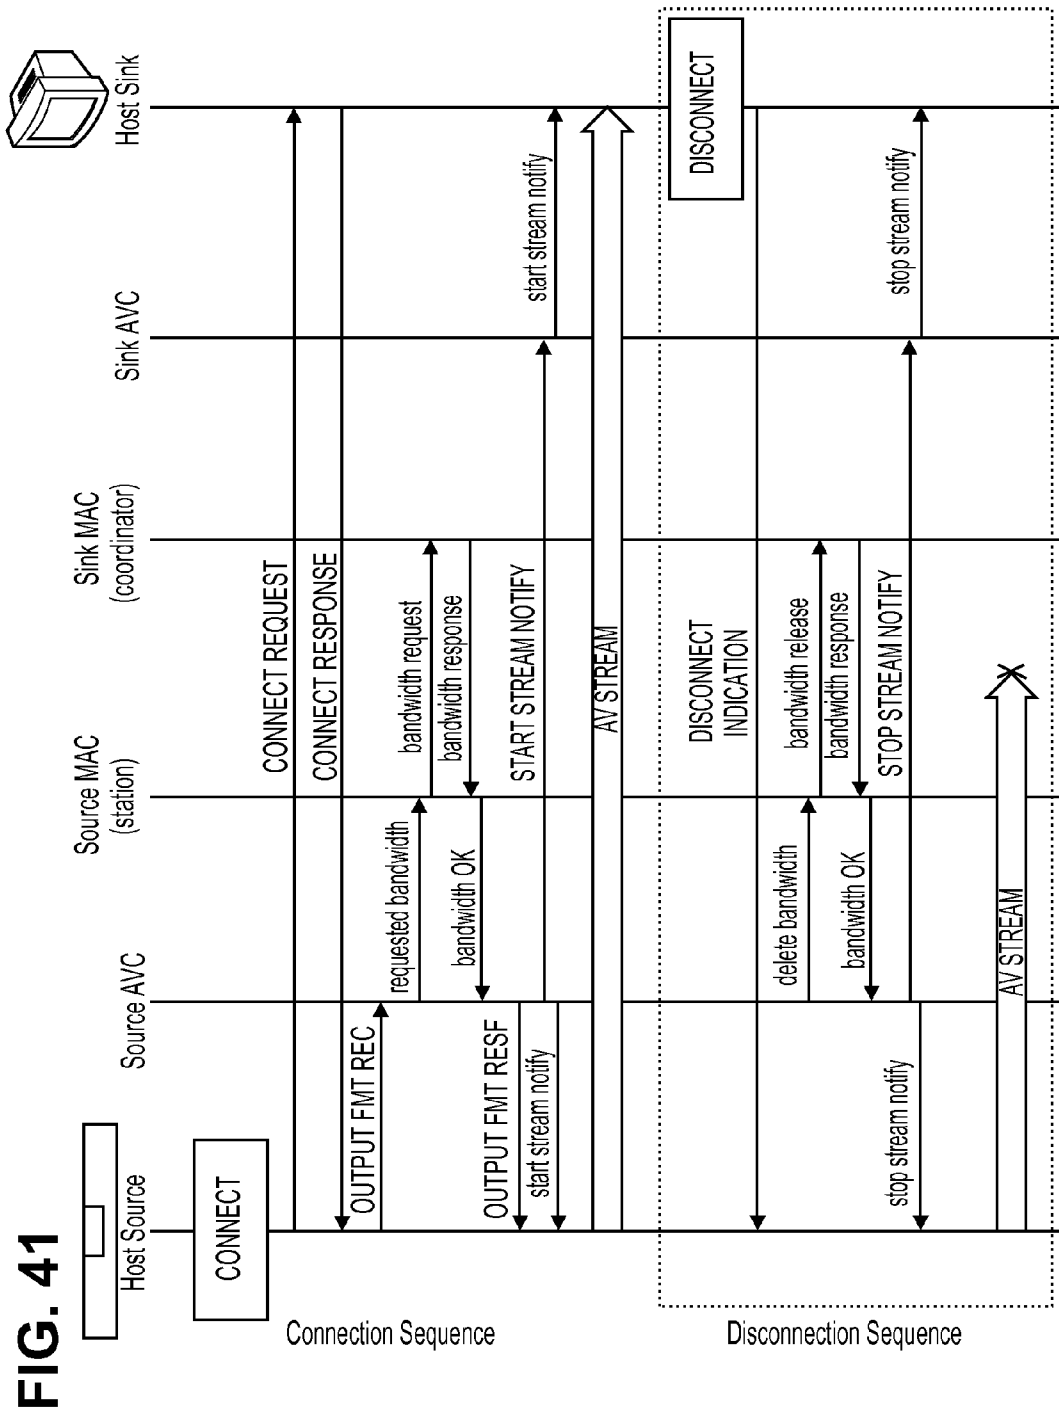 FIG. 41
Host Source
Source AVC
Source MAC
(station)
Sink MAC
(coordinator)
Sink AVC
Host Sink
Connection Sequence
CONNECT
CONNECT REQUEST
CONNECT RESPONSE
OUTPUT FMT REC
requested bandwidth
bandwidth request
bandwidth response
bandwidth OK
OUTPUT FMT RESF
START STREAM NOTIFY
start stream notify
start stream notify
AV STREAM
Disconnection Sequence
DISCONNECT
DISCONNECT
INDICATION
delete bandwidth
bandwidth release
bandwidth response
bandwidth OK
STOP STREAM NOTIFY
stop stream notify
stop stream notify
AV STREAM